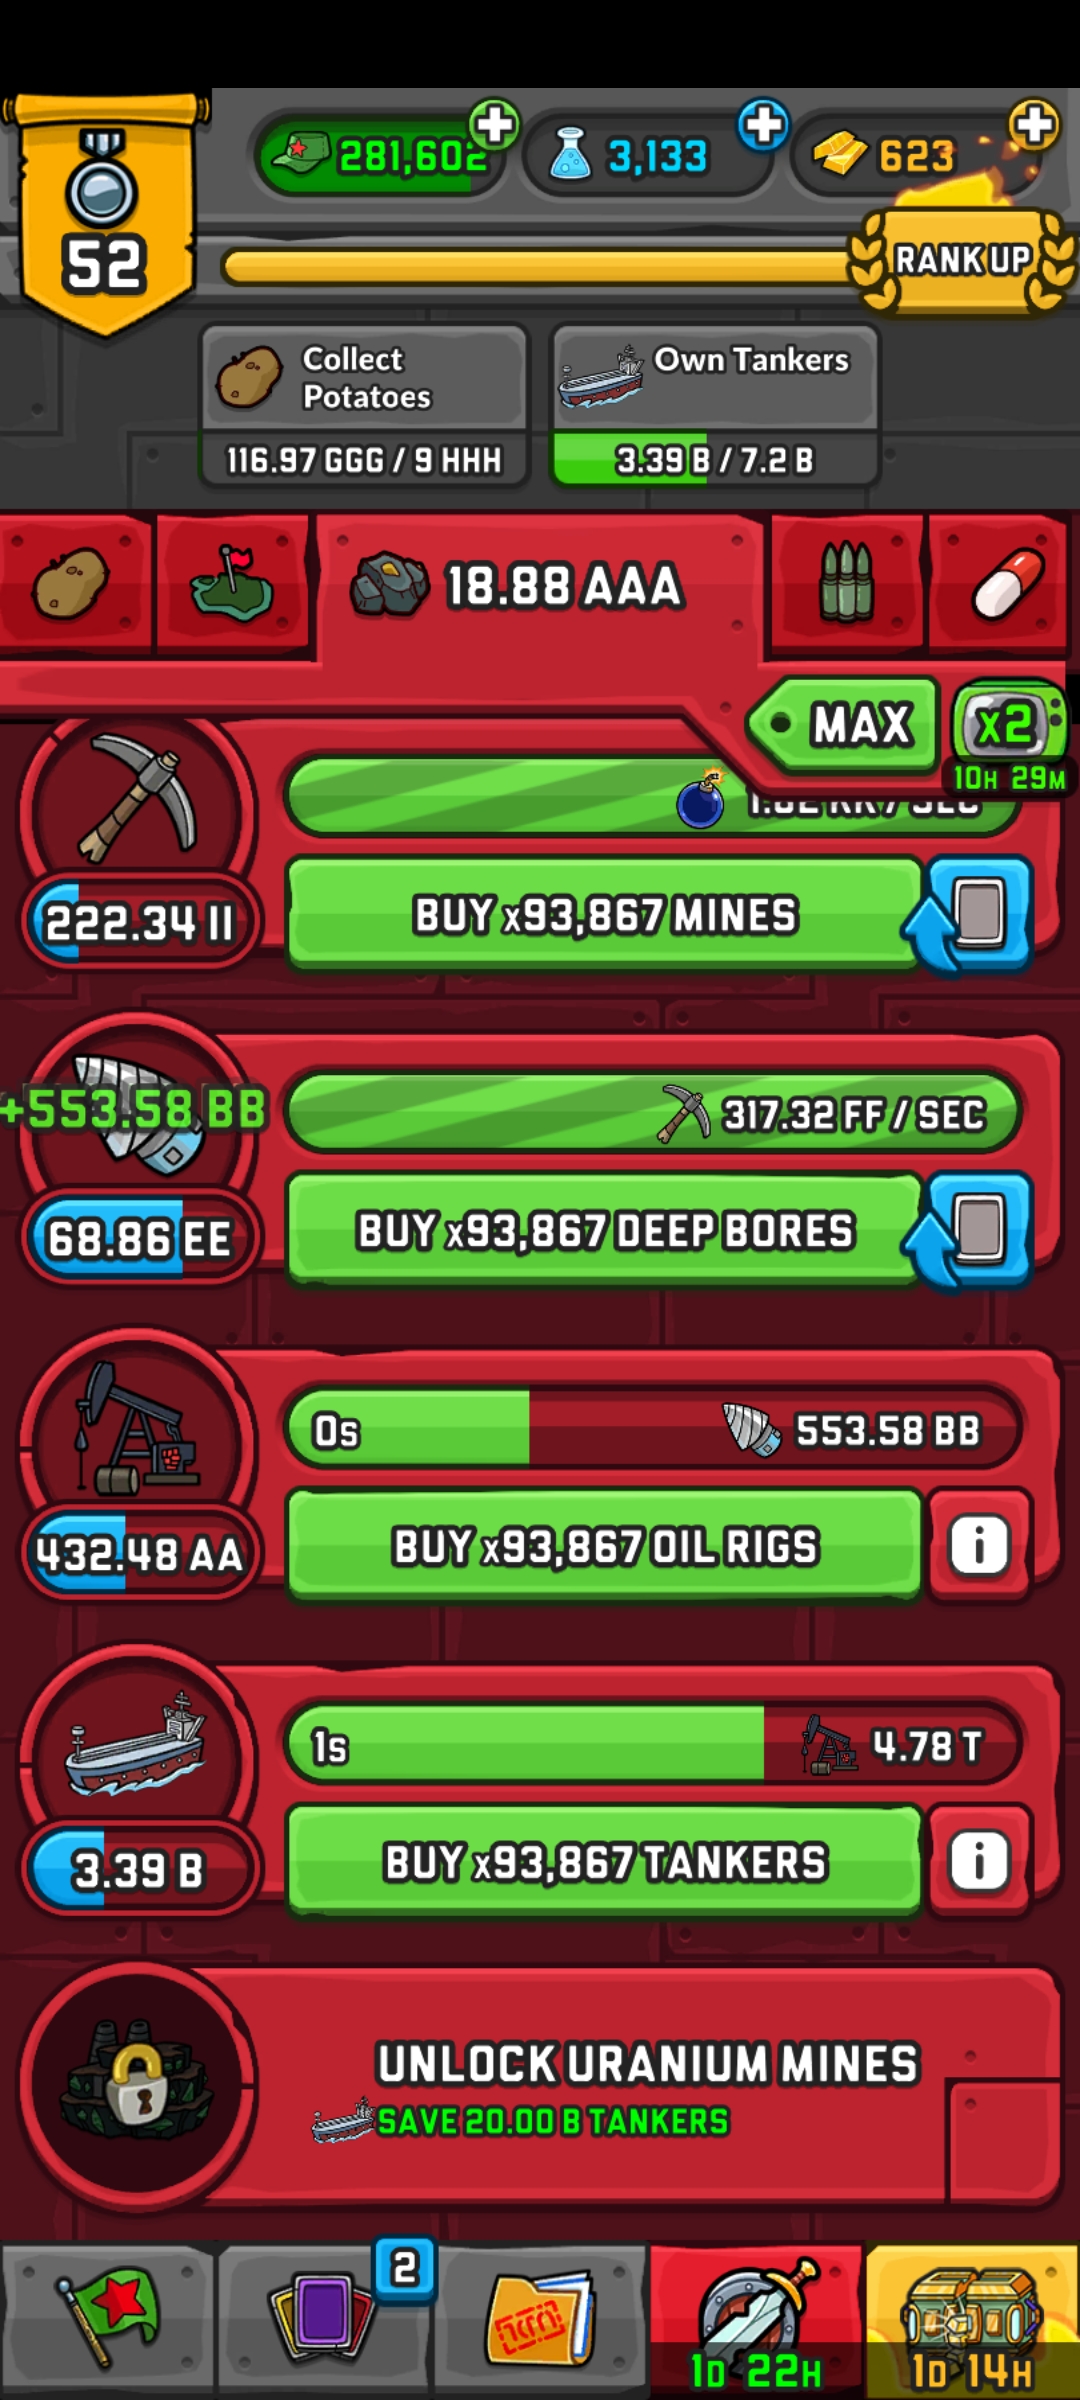 281,602
3,133
623
52
RANK UP
Collect
Potatoes
116.97 GGG / 9 HHH
Own Tankers
3.39 B / 7.2 B
18.88 AAA
MAX
x2
10H 29M
222.34 II
BUY x93,867 MINES
+553.58 BB
317.32 FF / SEC
68.86 EE
BUY x93,867 DEEP BORES
0s
553.58 BB
432.48 AA
BUY x93,867 OIL RIGS
i
1s
4.78 T
3.39 B
BUY x93,867 TANKERS
i
UNLOCK URANIUM MINES
SAVE 20.00 B TANKERS
2
1D 22H
1D 14H